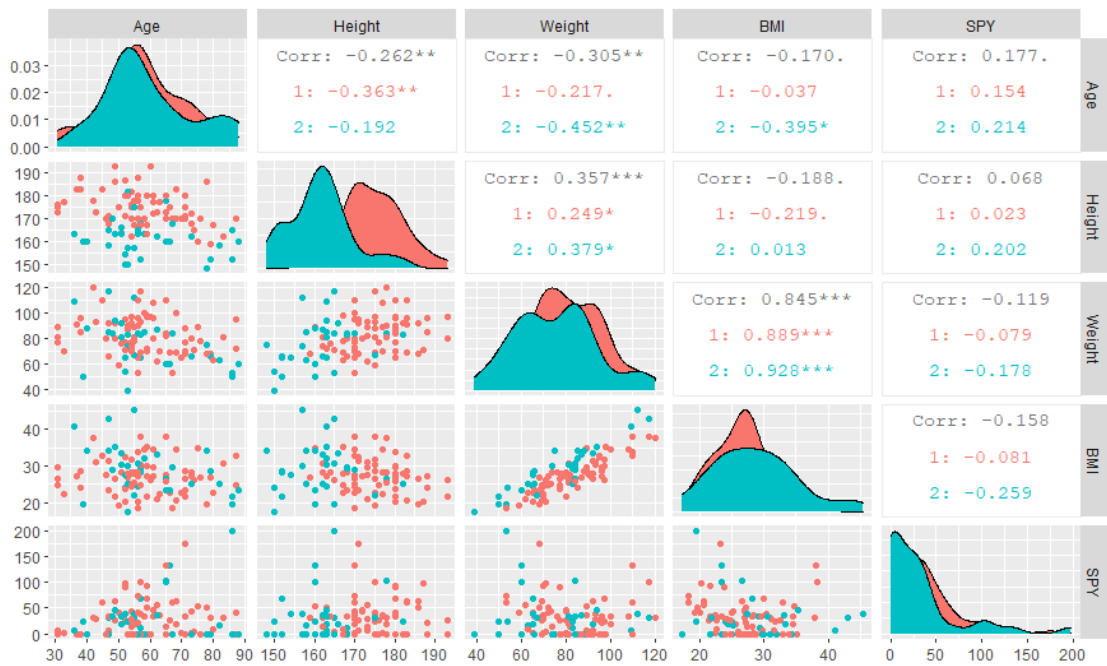 Age Height Weight BMI SPY
0.03
0.02
0.01
0.00
Corr: -0.262**
1: -0.363**
2: -0.192
Corr: -0.305**
1: -0.217.
2: -0.452**
Corr: -0.170.
1: -0.037
2: -0.395*
Corr: 0.177.
1: 0.154
2: 0.214
Age
190
180
170
160
150
Corr: 0.357***
1: 0.249*
2: 0.379*
Corr: -0.188.
1: -0.219.
2: 0.013
Corr: 0.068
1: 0.023
2: 0.202
Height
120
100
80
60
40
Corr: 0.845***
1: 0.889***
2: 0.928***
Corr: -0.119
1: -0.079
2: -0.178
Weight
40
30
20
Corr: -0.158
1: -0.081
2: -0.259
BMI
200
150
100
50
0
SPY
30 40 50 60 70 80 90 150 160 170 180 190 40 60 80 100 120 20 30 40 0 50 100 150 200